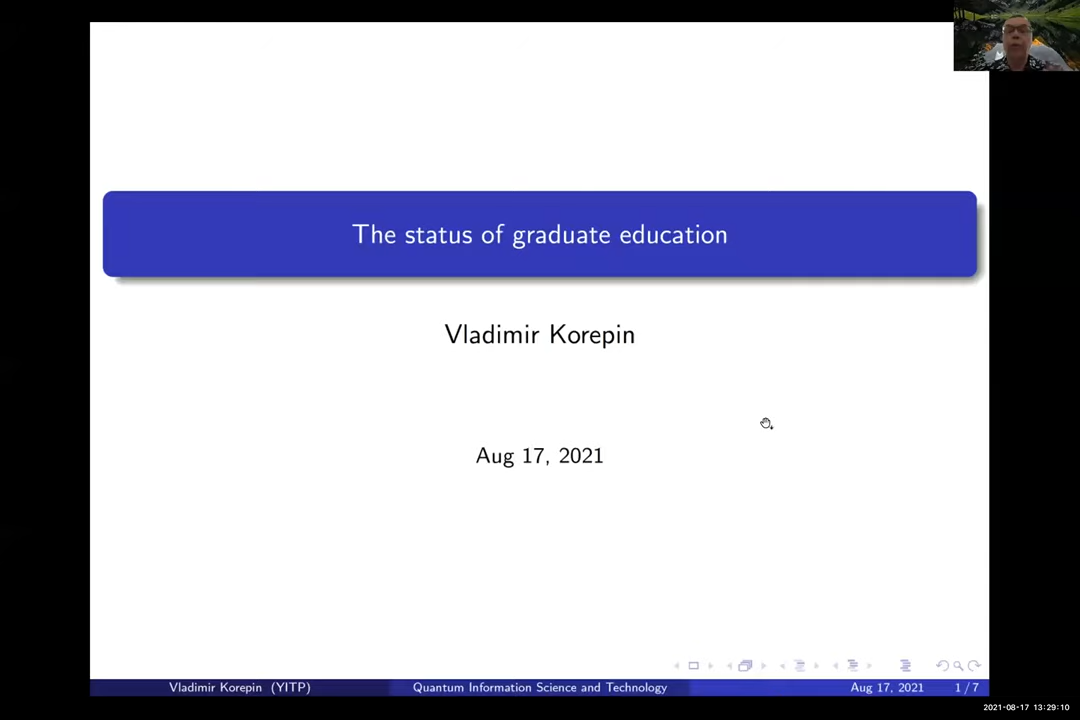 The status of graduate education
Vladimir Korepin
Aug 17, 2021
Vladimir Korepin (YITP) Quantum Information Science and Technology Aug 17, 2021 1 / 7
2021-08-17 13:29:10